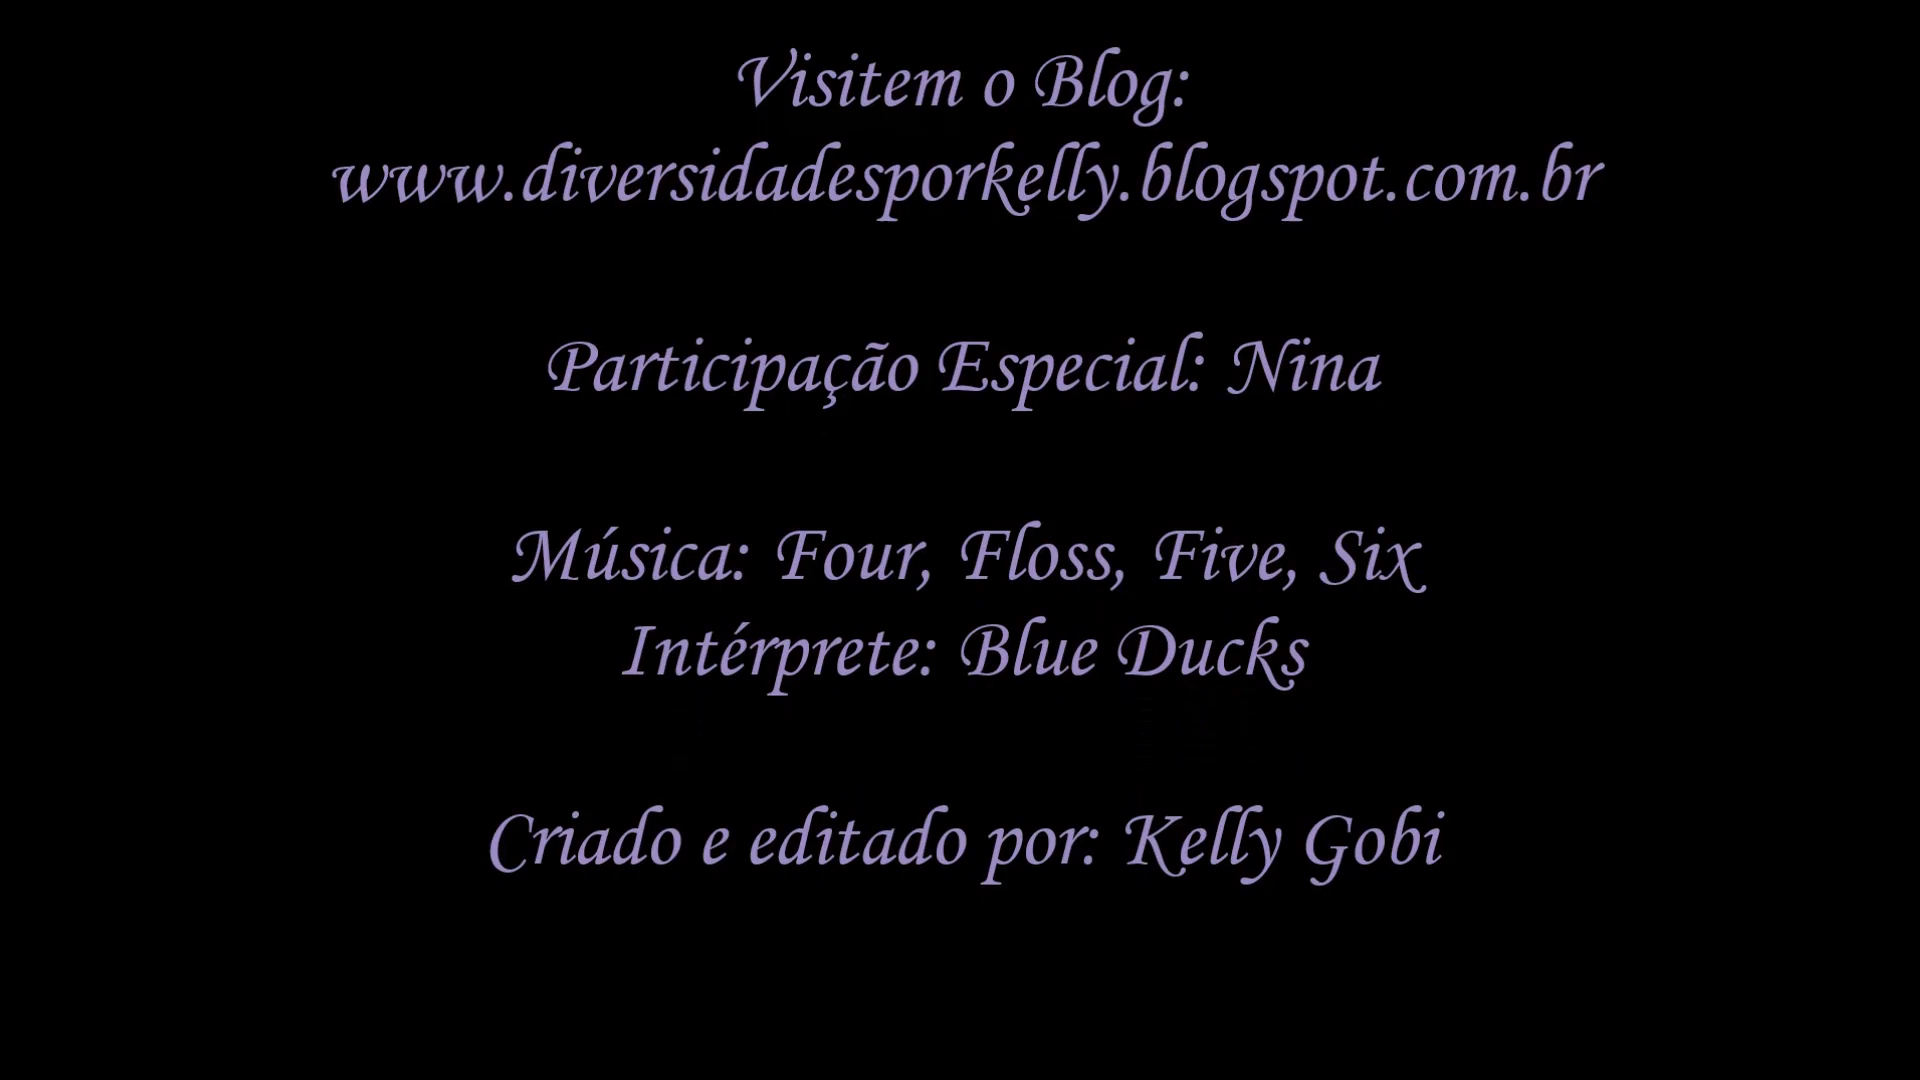 Visitem o Blog:
www.diversidadesporkelly.blogspot.com.br
Participação Especial: Nina
Música: Four, Floss, Five, Six
Intérprete: Blue Ducks
Criado e editado por: Kelly Gobi